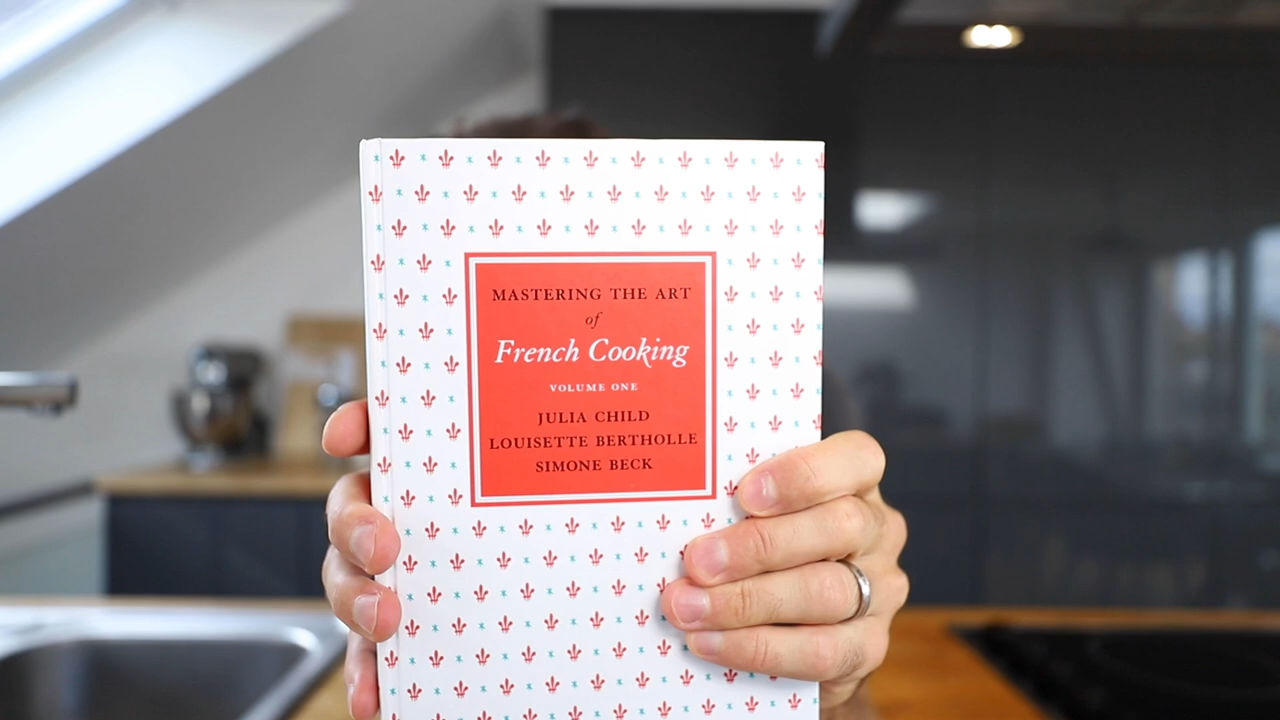 MASTERING THE ART
of
French Cooking
VOLUME ONE
JULIA CHILD
LOUISETTE BERTHOLLE
SIMONE BECK